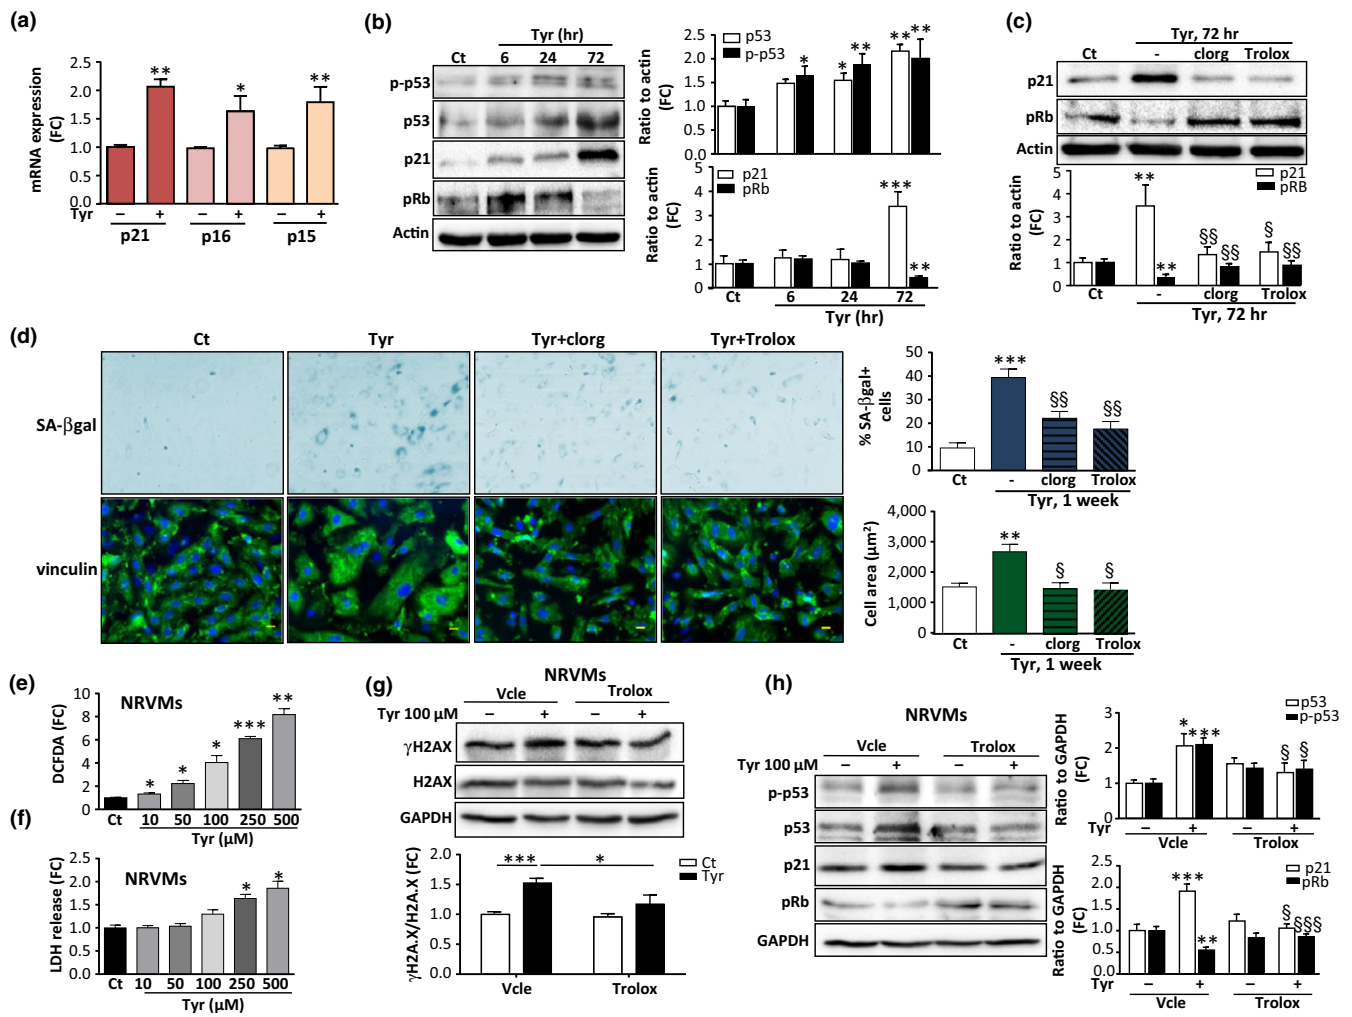 (a)
mRNA expression
(FC)
2.5
2.0
1.5
1.0
0.5
0.0
** * **
Tyr – + – + – +
p21 p16 p15
(b)
Tyr (hr)
Ct 6 24 72
p-p53
p53
p21
pRb
Actin
Ratio to actin
(FC)
2.5
2.0
1.5
1.0
0.5
0.0
p53
p-p53
* * ** ** **
Ratio to actin
(FC)
5
4
3
2
1
0
p21
pRb
*** **
Ct 6 24 72
Tyr (hr)
(c)
Tyr, 72 hr
Ct - clorg Trolox
p21
pRb
Actin
Ratio to actin
(FC)
5
4
3
2
1
0
p21
pRB
** ** §§ §§ § §§
Ct - clorg Trolox
Tyr, 72 hr
(d)
Ct Tyr Tyr+clorg Tyr+Trolox
SA-βgal
vinculin
% SA-βgal+
cells
50
40
30
20
10
0
*** §§ §§
Ct - clorg Trolox
Tyr, 1 week
Cell area (µm²)
4,000
3,000
2,000
1,000
0
** § §
Ct - clorg Trolox
Tyr, 1 week
(e)
NRVMs
DCFDA (FC)
10
8
6
4
2
0
* * * *** **
Ct 10 50 100 250 500
Tyr (µM)
(f)
NRVMs
LDH release (FC)
2.5
2.0
1.5
1.0
0.5
0.0
* *
Ct 10 50 100 250 500
Tyr (µM)
(g)
NRVMs
Vcle Trolox
Tyr 100 µM – + – +
γH2AX
H2AX
GAPDH
γH2A.X/H2A.X (FC)
2.0
1.5
1.0
0.5
0.0
*** *
Ct
Tyr
Vcle Trolox
(h)
NRVMs
Vcle Trolox
Tyr 100 µM – + – +
p-p53
p53
p21
pRb
GAPDH
Ratio to GAPDH
(FC)
3
2
1
0
p53
p-p53
* *** § §
Tyr – + – +
Vcle Trolox
Ratio to GAPDH
(FC)
2.5
2.0
1.5
1.0
0.5
0.0
p21
pRb
*** ** § §§§
Tyr – + – +
Vcle Trolox